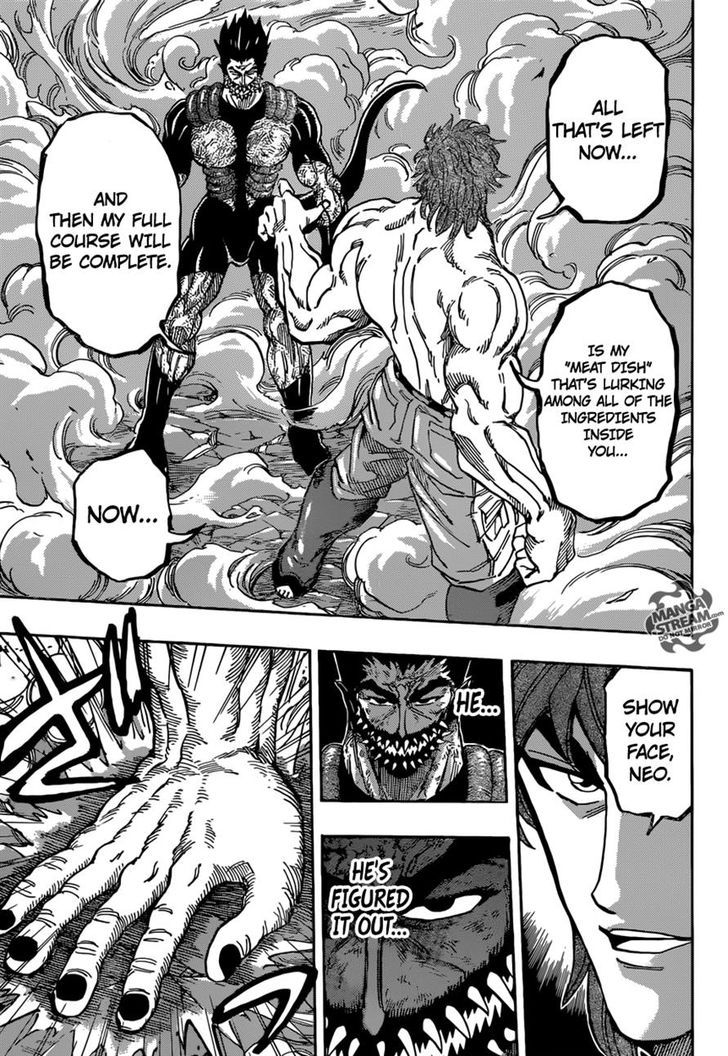 ALL
THAT'S LEFT
NOW...
IS MY
"MEAT DISH"
THAT'S LURKING
AMONG ALL OF
THE
INGREDIENTS
INSIDE
YOU...
AND
THEN MY FULL
COURSE WILL
BE COMPLETE.
NOW...
MANGA
STREAM.com
DO NOT MIRROR
SHOW
YOUR
FACE,
NEO.
HE...
HE'S
FIGURED
IT OUT...